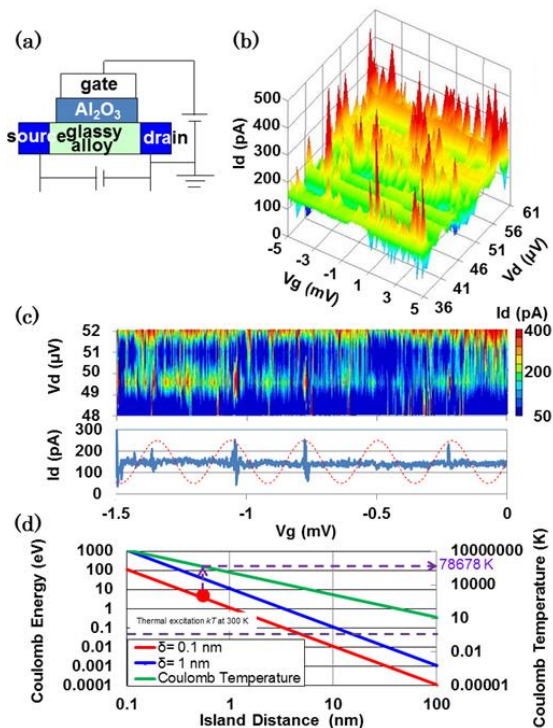 (a)
gate
Al2O3
source
glassy
alloy
drain
(b)
Id (pA)
500
400
300
200
100
0
-5
-3
-1
1
3
5
Vg (mV)
36
41
46
51
56
61
Vd (μV)
(c)
Vd (μV)
52
51
50
49
48
Id (pA)
400
50
Id (pA)
300
200
100
0
-1.5
-1
-0.5
0
Vg (mV)
(d)
Coulomb Energy (eV)
1000
100
10
1
0.1
0.01
0.001
0.0001
Thermal excitation kT at 300 K
δ= 0.1 nm
δ= 1 nm
Coulomb Temperature
78678 K
10000000
100000
1000
10
0.1
0.001
0.00001
Coulomb Temperature (K)
0.1
1
10
100
Island Distance (nm)